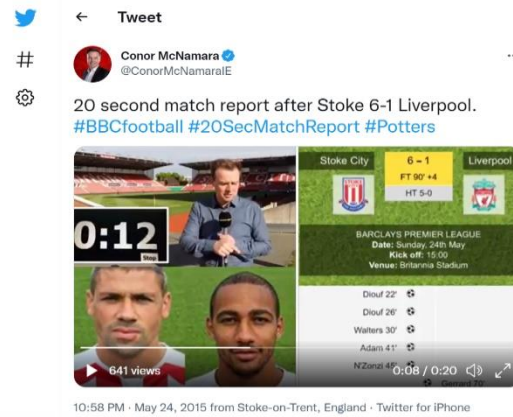 Tweet
Conor McNamara
@ConorMcNamaraIE
20 second match report after Stoke 6-1 Liverpool.
#BBCfootball #20SecMatchReport #Potters
0:12
Stop
Stoke City
6 - 1
Liverpool
FT 90' +4
HT 5-0
BARCLAYS PREMIER LEAGUE
Date: Sunday, 24th May
Kick off: 15:00
Venue: Britannia Stadium
Diouf 22'
Diouf 26'
Walters 30'
Adam 41'
N'Zonzi 45'
Gerrard 70'
641 views
0:08 / 0:20
10:58 PM · May 24, 2015 from Stoke-on-Trent, England · Twitter for iPhone